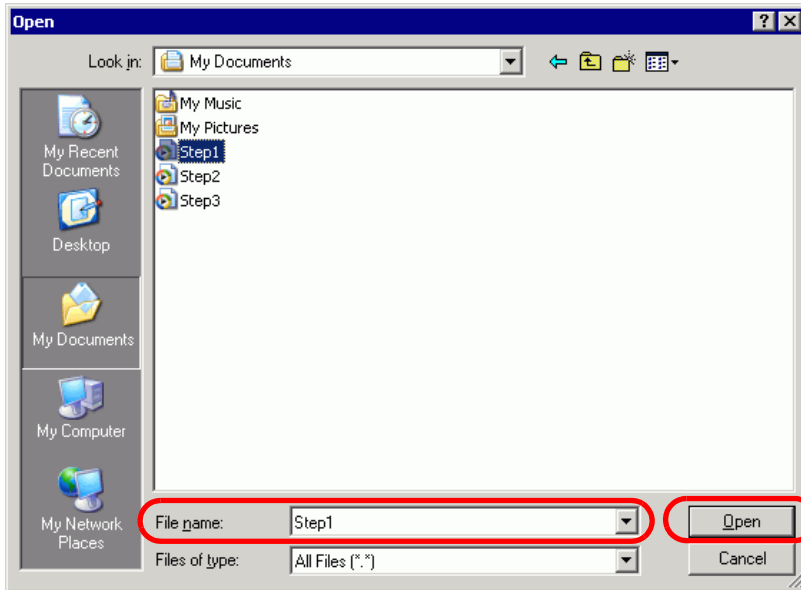 Open
Look in:
My Documents
My Recent
Documents
Desktop
My Documents
My Computer
My Network
Places
My Music
My Pictures
Step1
Step2
Step3
File name:
Step1
Open
Files of type:
All Files (*.*)
Cancel